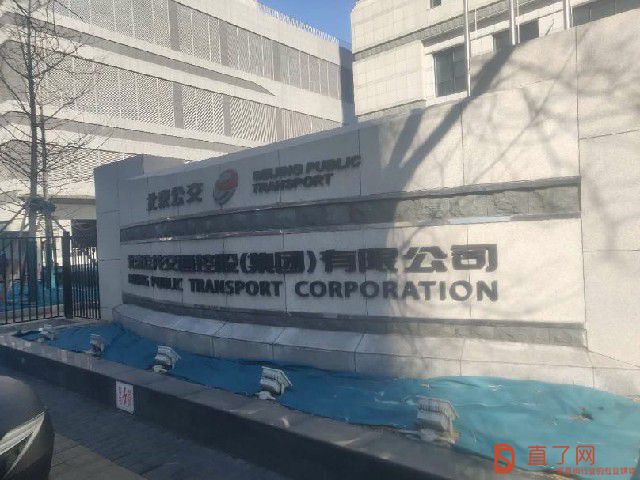 北京公交
BEIJING PUBLIC
TRANSPORT
北京公共交通控股(集团)有限公司
BEIJING PUBLIC TRANSPORT CORPORATION
直了网